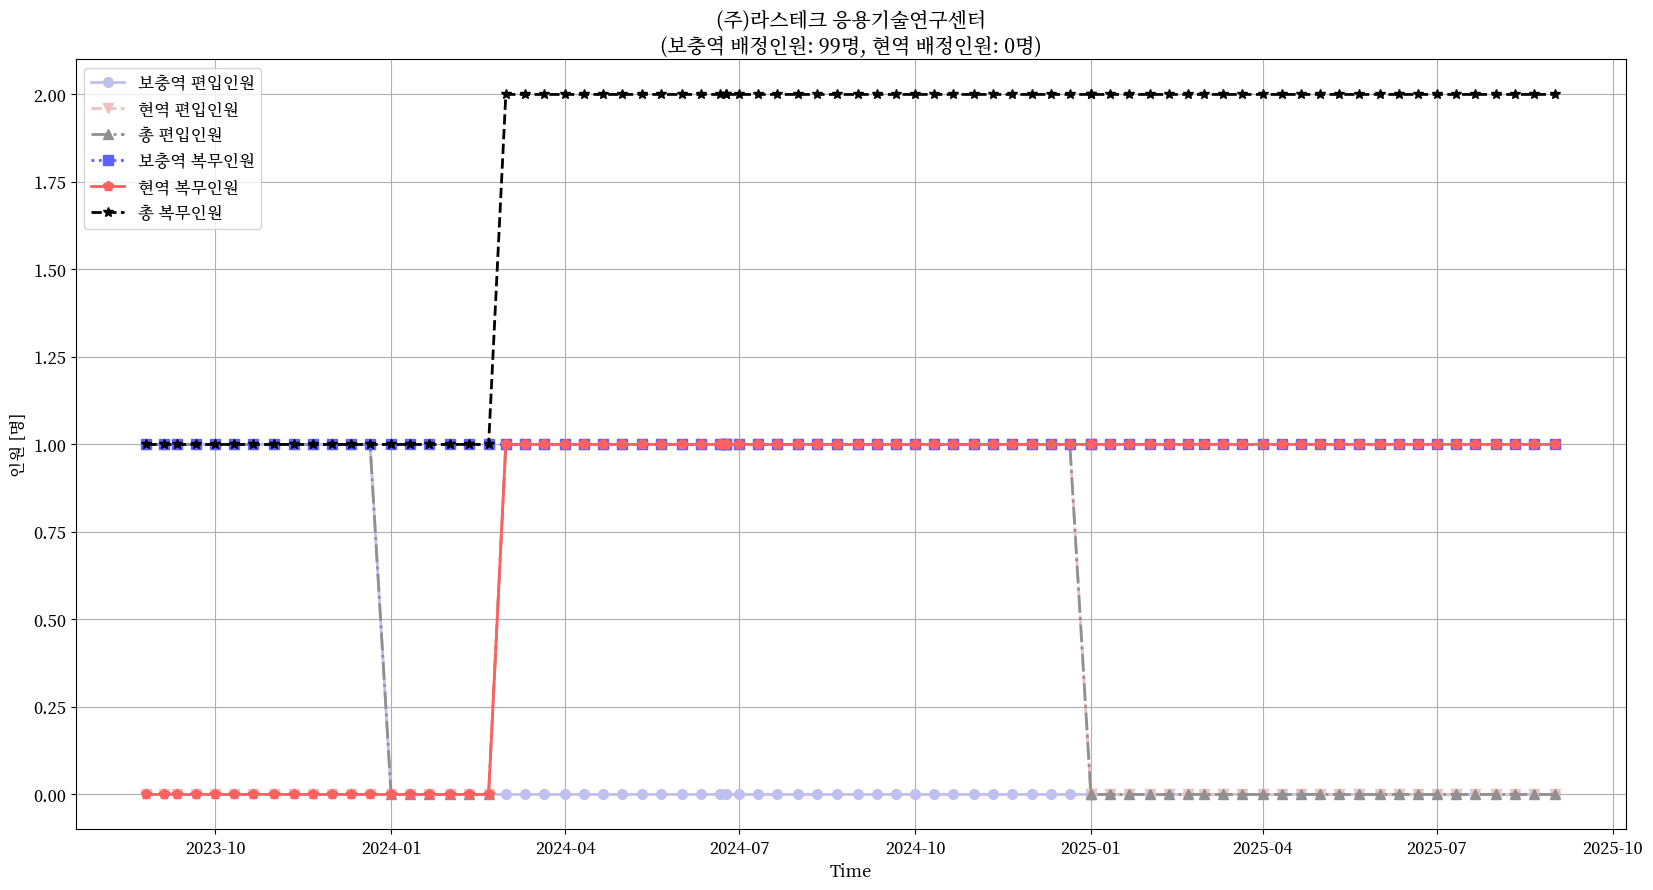 (주)라스테크 응용기술연구센터
(보충역 배정인원: 99명, 현역 배정인원: 0명)
보충역 편입인원
현역 편입인원
총 편입인원
보충역 복무인원
현역 복무인원
총 복무인원
2.00
1.75
1.50
1.25
1.00
0.75
0.50
0.25
0.00
인원 [명]
2023-10
2024-01
2024-04
2024-07
2024-10
2025-01
2025-04
2025-07
2025-10
Time